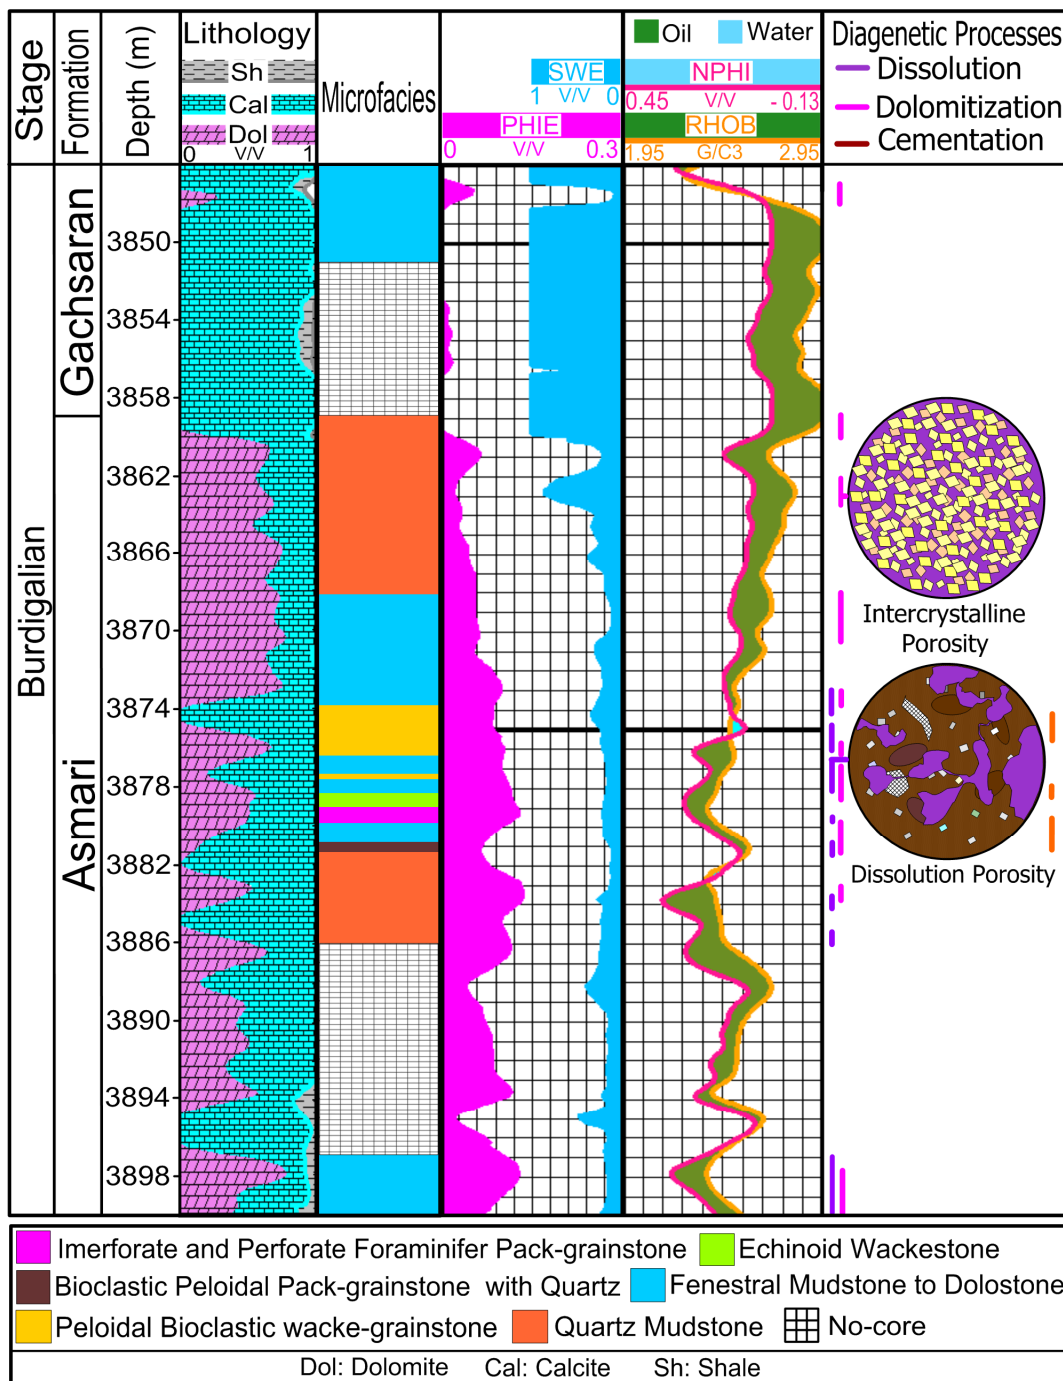 Stage
Formation
Depth (m)
Lithology
Sh
Cal
Dol
0 V/V 1
Microfacies
SWE
1 V/V 0
PHIE
0 V/V 0.3
Oil Water
NPHI
0.45 V/V - 0.13
RHOB
1.95 G/C3 2.95
Diagenetic Processes
Dissolution
Dolomitization
Cementation
Burdigalian
Gachsaran
Asmari
3850
3854
3858
3862
3866
3870
3874
3878
3882
3886
3890
3894
3898
Intercrystalline
Porosity
Dissolution Porosity
Imerforate and Perforate Foraminifer Pack-grainstone Echinoid Wackestone
Bioclastic Peloidal Pack-grainstone with Quartz Fenestral Mudstone to Dolostone
Peloidal Bioclastic wacke-grainstone Quartz Mudstone No-core
Dol: Dolomite Cal: Calcite Sh: Shale